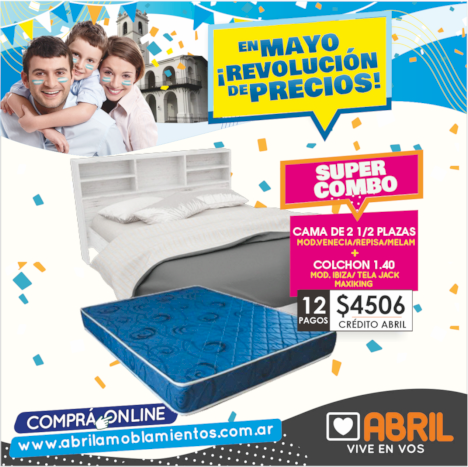 EN MAYO
¡REVOLUCIÓN
DE PRECIOS!
SUPER
COMBO
CAMA DE 2 1/2 PLAZAS
MOD.VENECIA/REPISA/MELAM
+
COLCHON 1.40
MOD. IBIZA/ TELA JACK
MAXIKING
12
PAGOS
$4506
CRÉDITO ABRIL
COMPRÁ ONLINE
www.abrilamoblamientos.com.ar
ABRIL
VIVE EN VOS